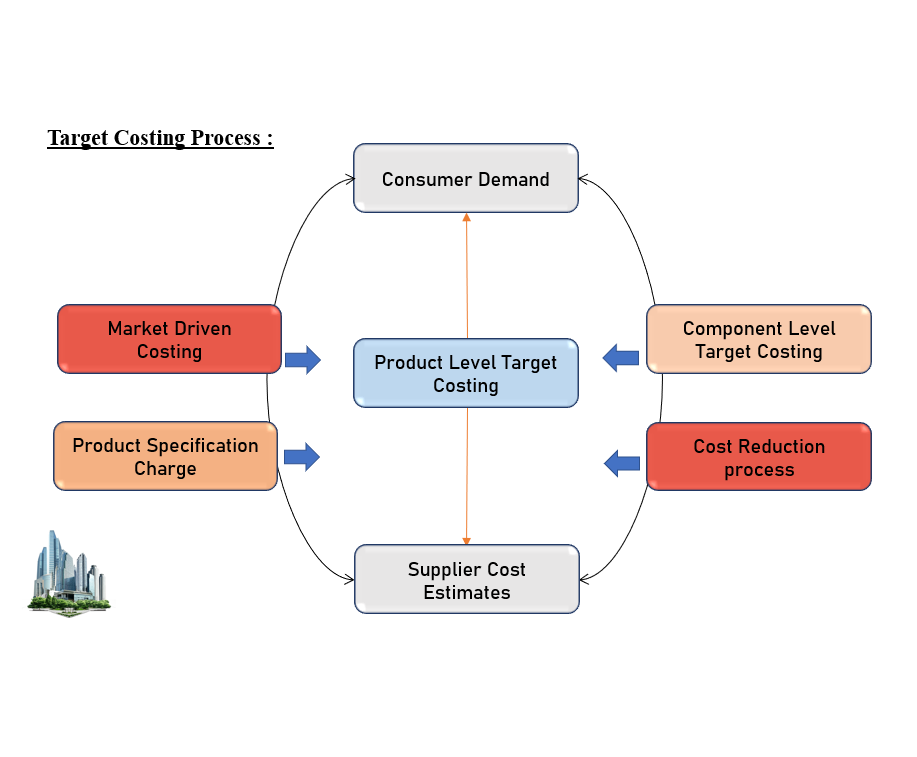 Target Costing Process :
Consumer Demand
Market Driven
Costing
Product Level Target
Costing
Component Level
Target Costing
Product Specification
Charge
Cost Reduction
process
Supplier Cost
Estimates